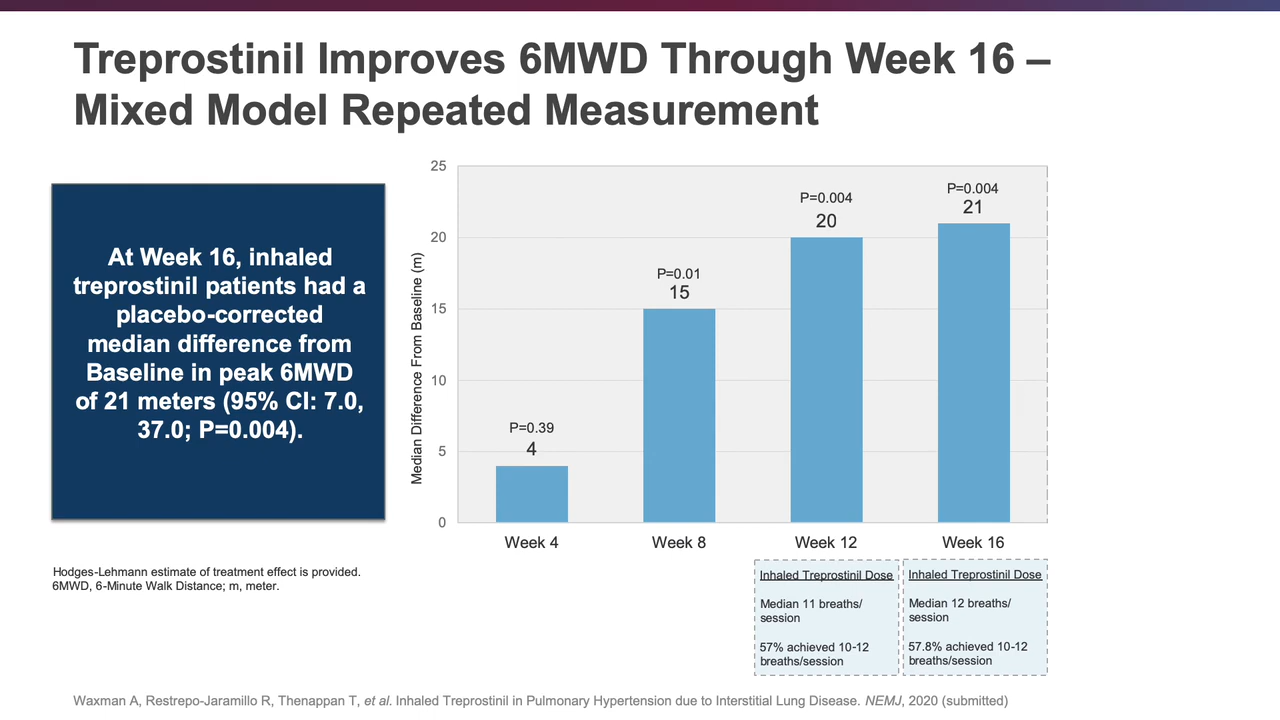 Treprostinil Improves 6MWD Through Week 16 –
Mixed Model Repeated Measurement
At Week 16, inhaled
treprostinil patients had a
placebo-corrected
median difference from
Baseline in peak 6MWD
of 21 meters (95% CI: 7.0,
37.0; P=0.004).
Hodges-Lehmann estimate of treatment effect is provided.
6MWD, 6-Minute Walk Distance; m, meter.
Median Difference From Baseline (m)
25
20
15
10
5
0
P=0.39
4
P=0.01
15
P=0.004
20
P=0.004
21
Week 4
Week 8
Week 12
Week 16
Inhaled Treprostinil Dose
Median 11 breaths/
session
57% achieved 10-12
breaths/session
Inhaled Treprostinil Dose
Median 12 breaths/
session
57.8% achieved 10-12
breaths/session
Waxman A, Restrepo-Jaramillo R, Thenappan T, et al. Inhaled Treprostinil in Pulmonary Hypertension due to Interstitial Lung Disease. NEMJ, 2020 (submitted)